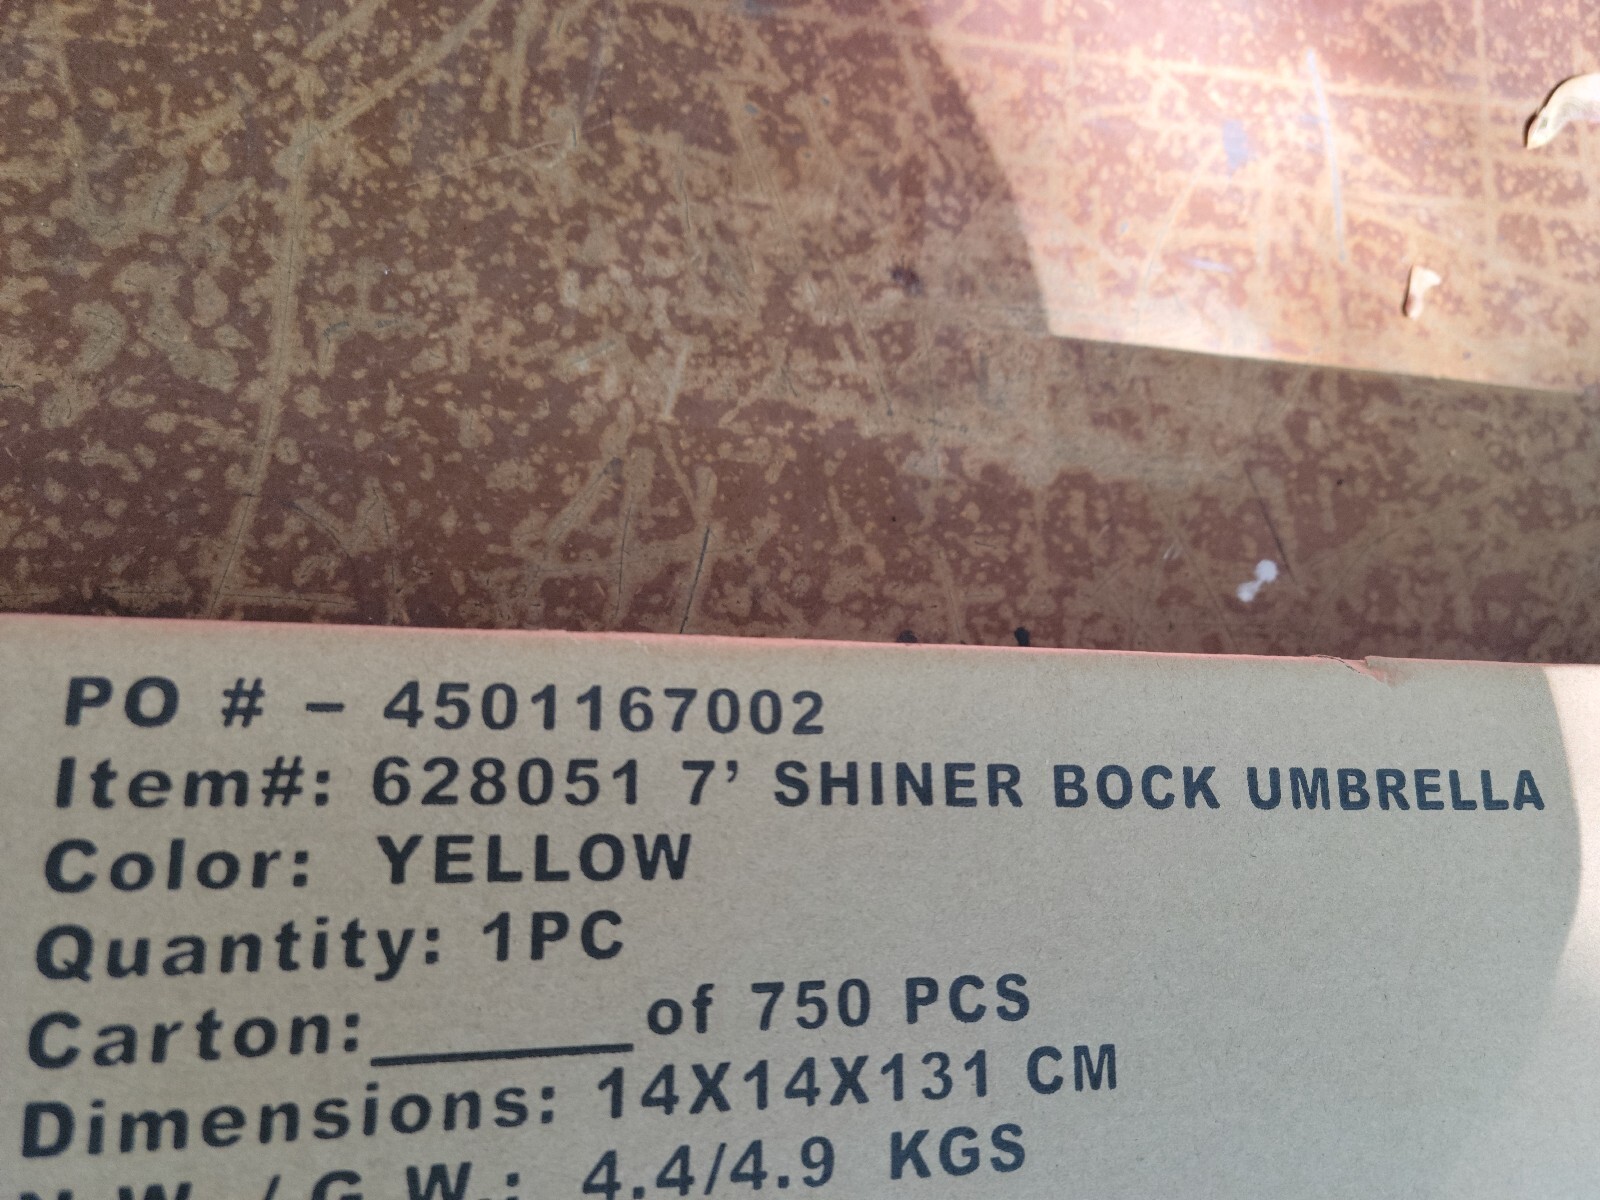 PO # – 4501167002
Item#: 628051 7’ SHINER BOCK UMBRELLA
Color: YELLOW
Quantity: 1PC
Carton:______of 750 PCS
Dimensions: 14X14X131 CM
N.W. / G.W.: 4.4/4.9 KGS